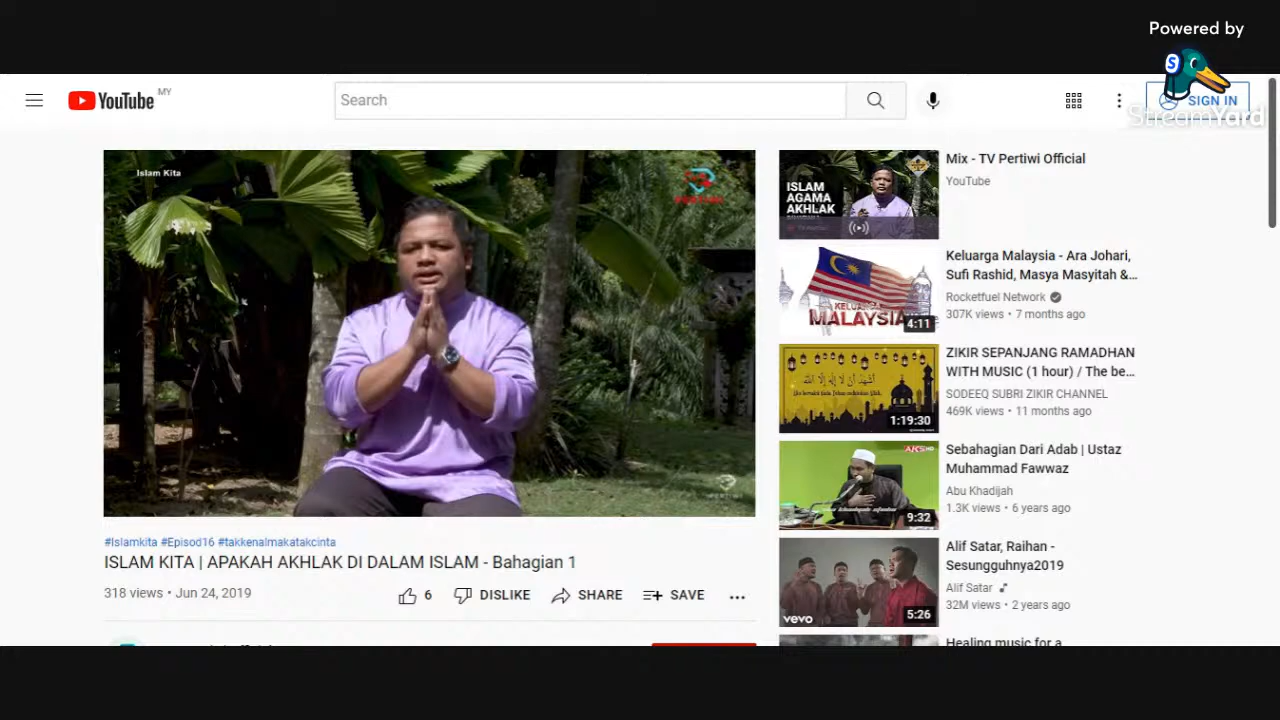 Powered by
StreamYard
YouTube MY
Search
SIGN IN
Islam Kita
#Islamkita #Episod16 #takkenalmakatakcinta
ISLAM KITA | APAKAH AKHLAK DI DALAM ISLAM - Bahagian 1
318 views • Jun 24, 2019
6
DISLIKE
SHARE
SAVE
ISLAM
AGAMA
AKHLAK
Mix - TV Pertiwi Official
YouTube
KELUARGA
MALAYSIA
4:11
Keluarga Malaysia - Ara Johari,
Sufi Rashid, Masya Masyitah &...
Rocketfuel Network
307K views • 7 months ago
1:19:30
ZIKIR SEPANJANG RAMADHAN
WITH MUSIC (1 hour) / The be...
SODEEQ SUBRI ZIKIR CHANNEL
469K views • 11 months ago
9:32
Sebahagian Dari Adab | Ustaz
Muhammad Fawwaz
Abu Khadijah
1.3K views • 6 years ago
vevo
5:26
Alif Satar, Raihan -
Sesungguhnya2019
Alif Satar
32M views • 2 years ago
Healing music for a